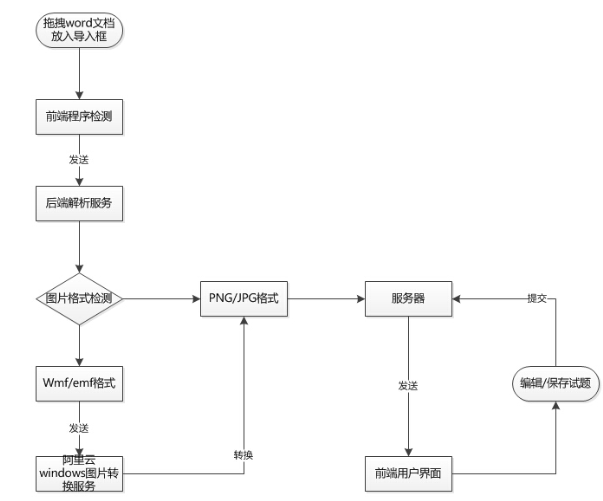 拖拽word文档
放入导入框
前端程序检测
发送
后端解析服务
图片格式检测
PNG/JPG格式
服务器
提交
Wmf/emf格式
发送
编辑/保存试题
发送
阿里云
windows图片转
换服务
转换
前端用户界面